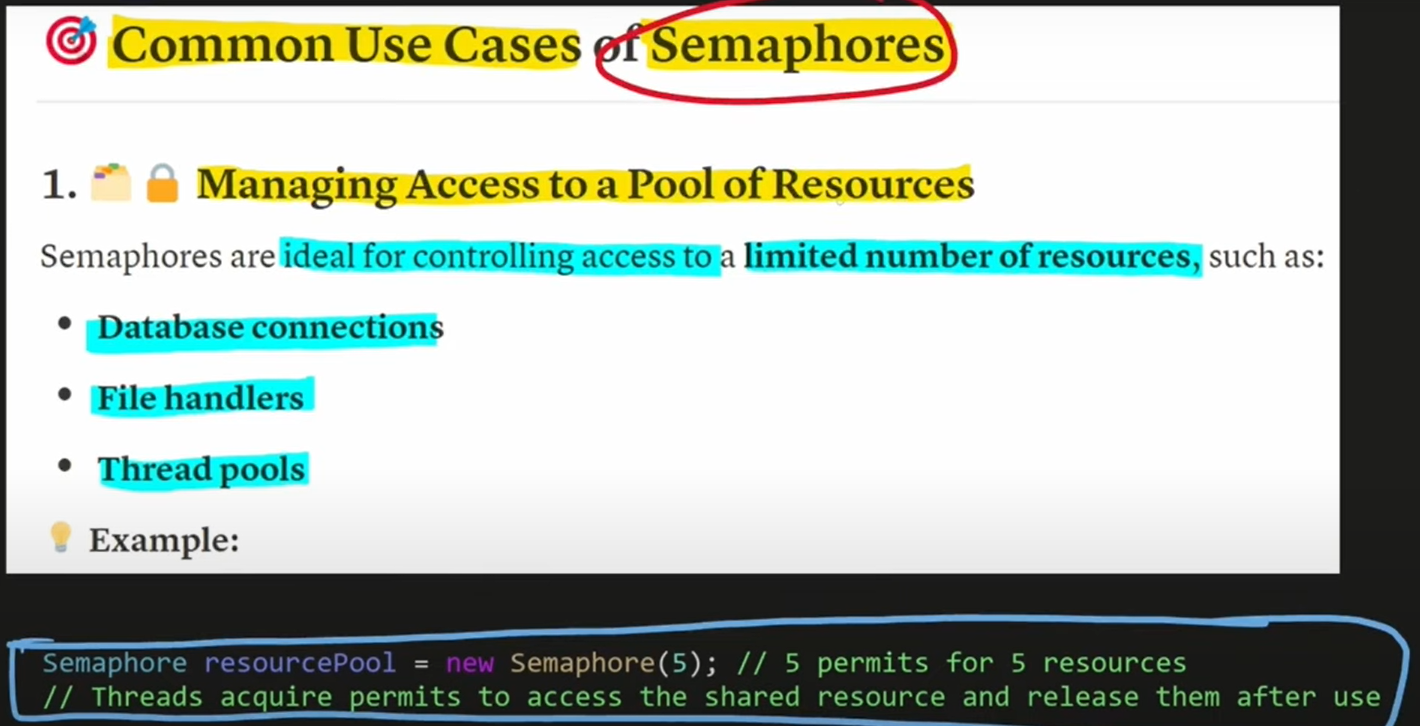 🎯 Common Use Cases of Semaphores
1. 🗂️ 🔒 Managing Access to a Pool of Resources
Semaphores are ideal for controlling access to a limited number of resources, such as:
• Database connections
• File handlers
• Thread pools
💡 Example:
Semaphore resourcePool = new Semaphore(5); // 5 permits for 5 resources
// Threads acquire permits to access the shared resource and release them after use